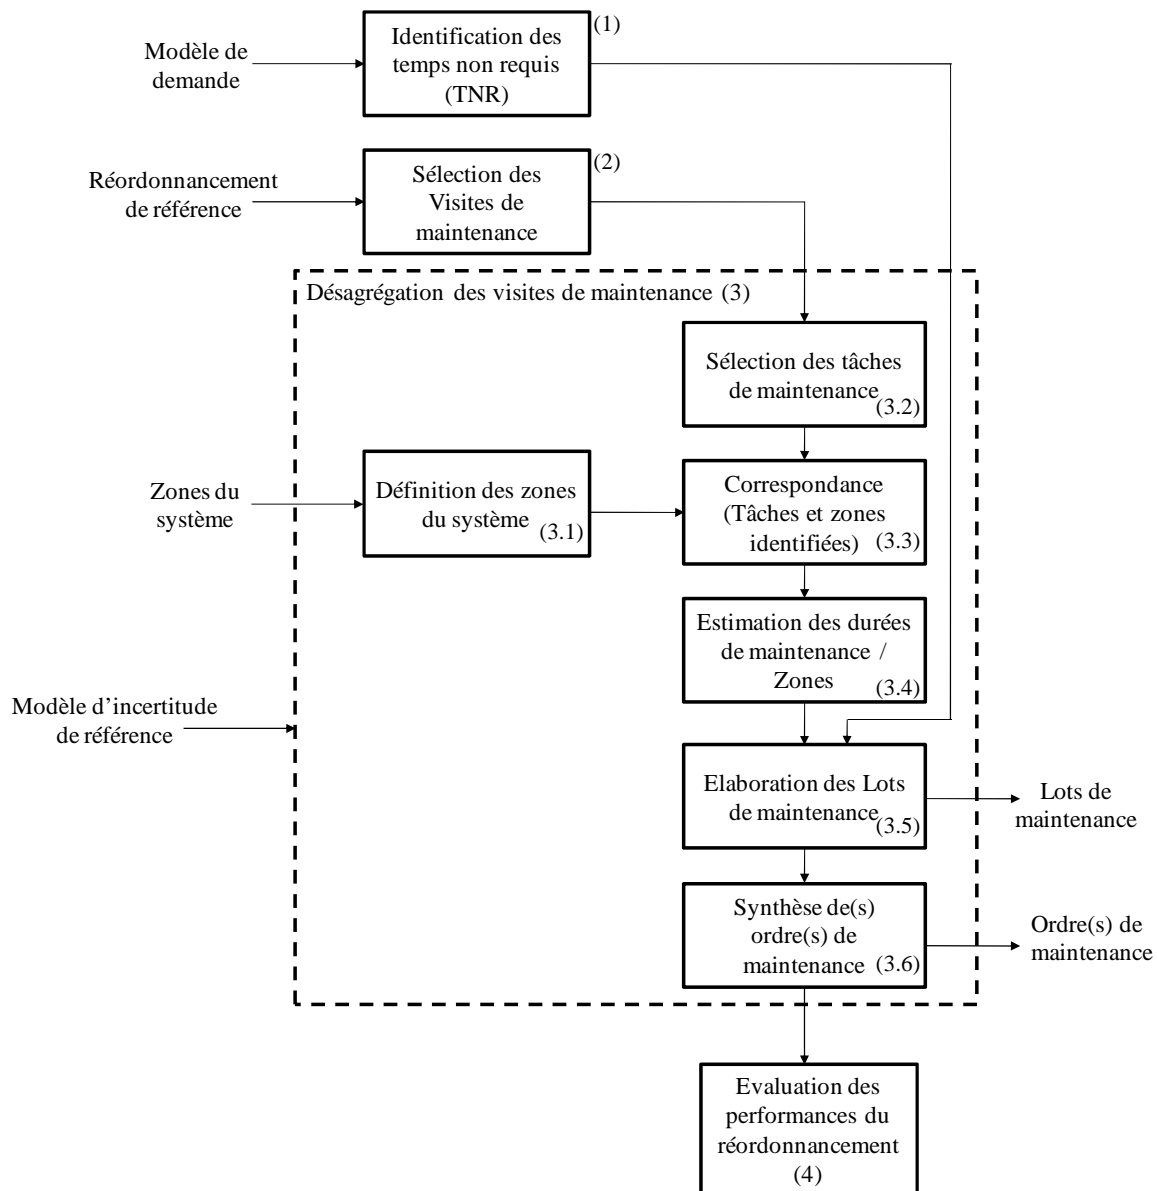 (1)
Identification des
temps non requis
(TNR)
Modèle de
demande
(2)
Sélection des
Visites de
maintenance
Réordonnancement
de référence
Désagrégation des visites de maintenance (3)
Sélection des tâches
de maintenance
(3.2)
Définition des zones
du système
(3.1)
Zones du
système
Correspondance
(Tâches et zones
identifiées)
(3.3)
Estimation des durées
de maintenance /
Zones
(3.4)
Modèle d’incertitude
de référence
Elaboration des Lots
de maintenance
(3.5)
Lots de
maintenance
Synthèse de(s)
ordre(s) de
maintenance
(3.6)
Ordre(s) de
maintenance
Evaluation des
performances du
réordonnancement
(4)